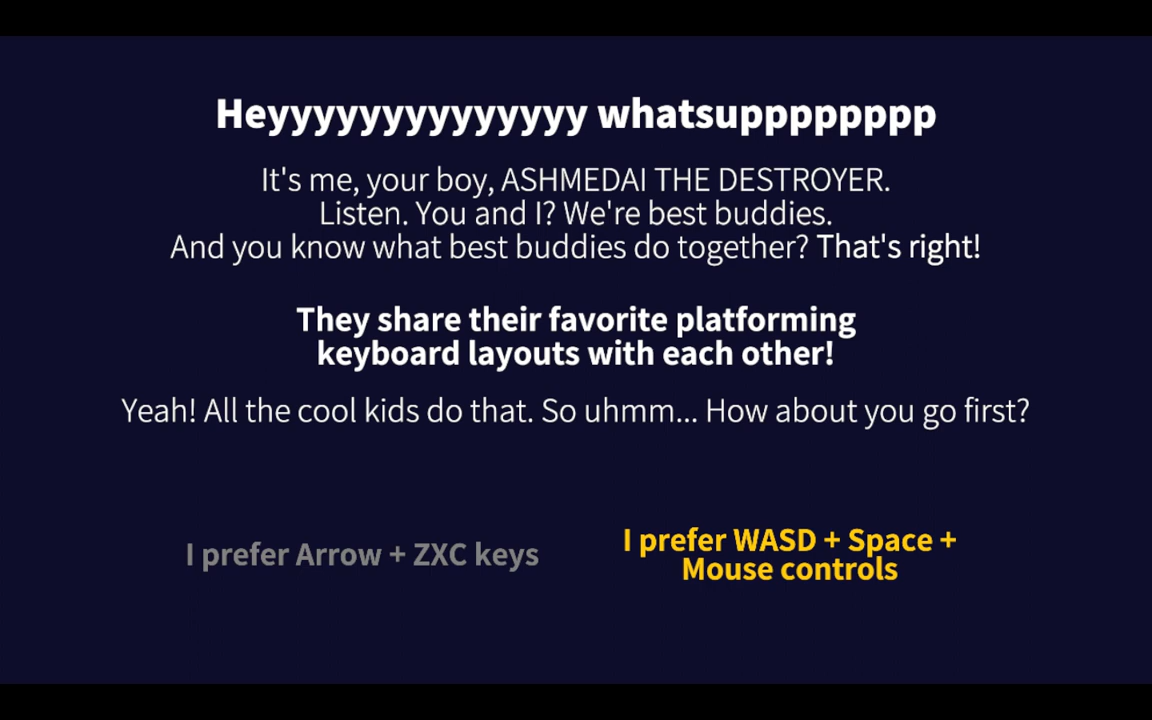 Heyyyyyyyyyyyyyyy whatsupppppppp
It's me, your boy, ASHMEDAI THE DESTROYER.
Listen. You and I? We're best buddies.
And you know what best buddies do together? That's right!
They share their favorite platforming
keyboard layouts with each other!
Yeah! All the cool kids do that. So uhmm... How about you go first?
I prefer Arrow + ZXC keys
I prefer WASD + Space +
Mouse controls